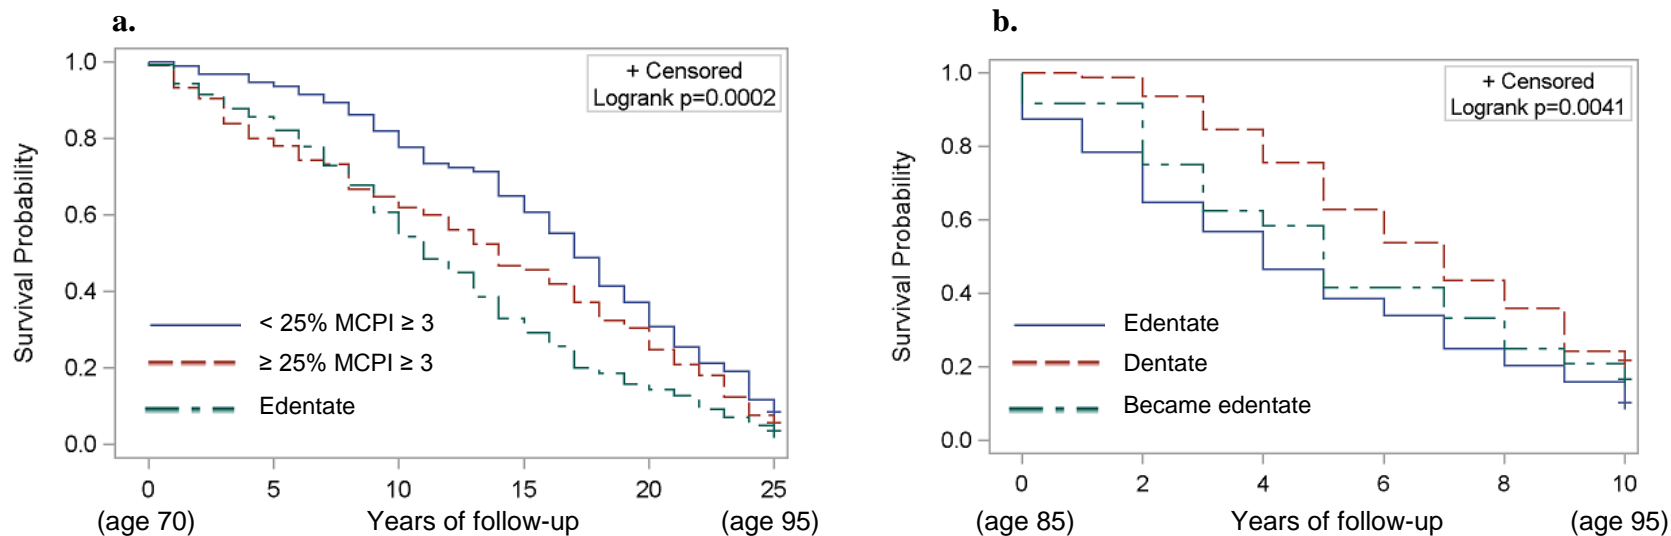 a.
+ Censored
Logrank p=0.0002
Survival Probability
1.0
0.8
0.6
0.4
0.2
0.0
< 25% MCPI ≥ 3
≥ 25% MCPI ≥ 3
Edentate
0 5 10 15 20 25
(age 70) Years of follow-up (age 95)
b.
+ Censored
Logrank p=0.0041
Survival Probability
1.0
0.8
0.6
0.4
0.2
0.0
Edentate
Dentate
Became edentate
0 2 4 6 8 10
(age 85) Years of follow-up (age 95)